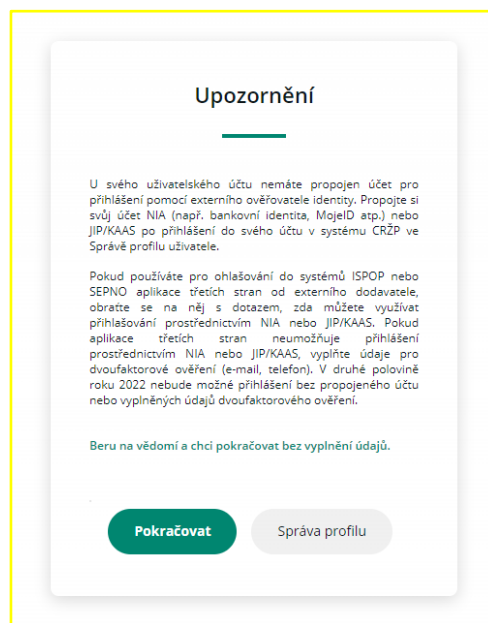 Upozornění
U svého uživatelského účtu nemáte propojen účet pro
přihlášení pomocí externího ověřovatele identity. Propojte si
svůj účet NIA (např. bankovní identita, MojeID atp.) nebo
JIP/KAAS po přihlášení do svého účtu v systému CRŽP ve
Správě profilu uživatele.
Pokud používáte pro ohlašování do systémů ISPOP nebo
SEPNO aplikace třetích stran od externího dodavatele,
obraťte se na něj s dotazem, zda můžete využívat
přihlašování prostřednictvím NIA nebo JIP/KAAS. Pokud
aplikace třetích stran neumožňuje přihlášení
prostřednictvím NIA nebo JIP/KAAS, vyplňte údaje pro
dvoufaktorové ověření (e-mail, telefon). V druhé polovině
roku 2022 nebude možné přihlášení bez propojeného účtu
nebo vyplněných údajů dvoufaktorového ověření.
Beru na vědomí a chci pokračovat bez vyplnění údajů.
.
Pokračovat Správa profilu